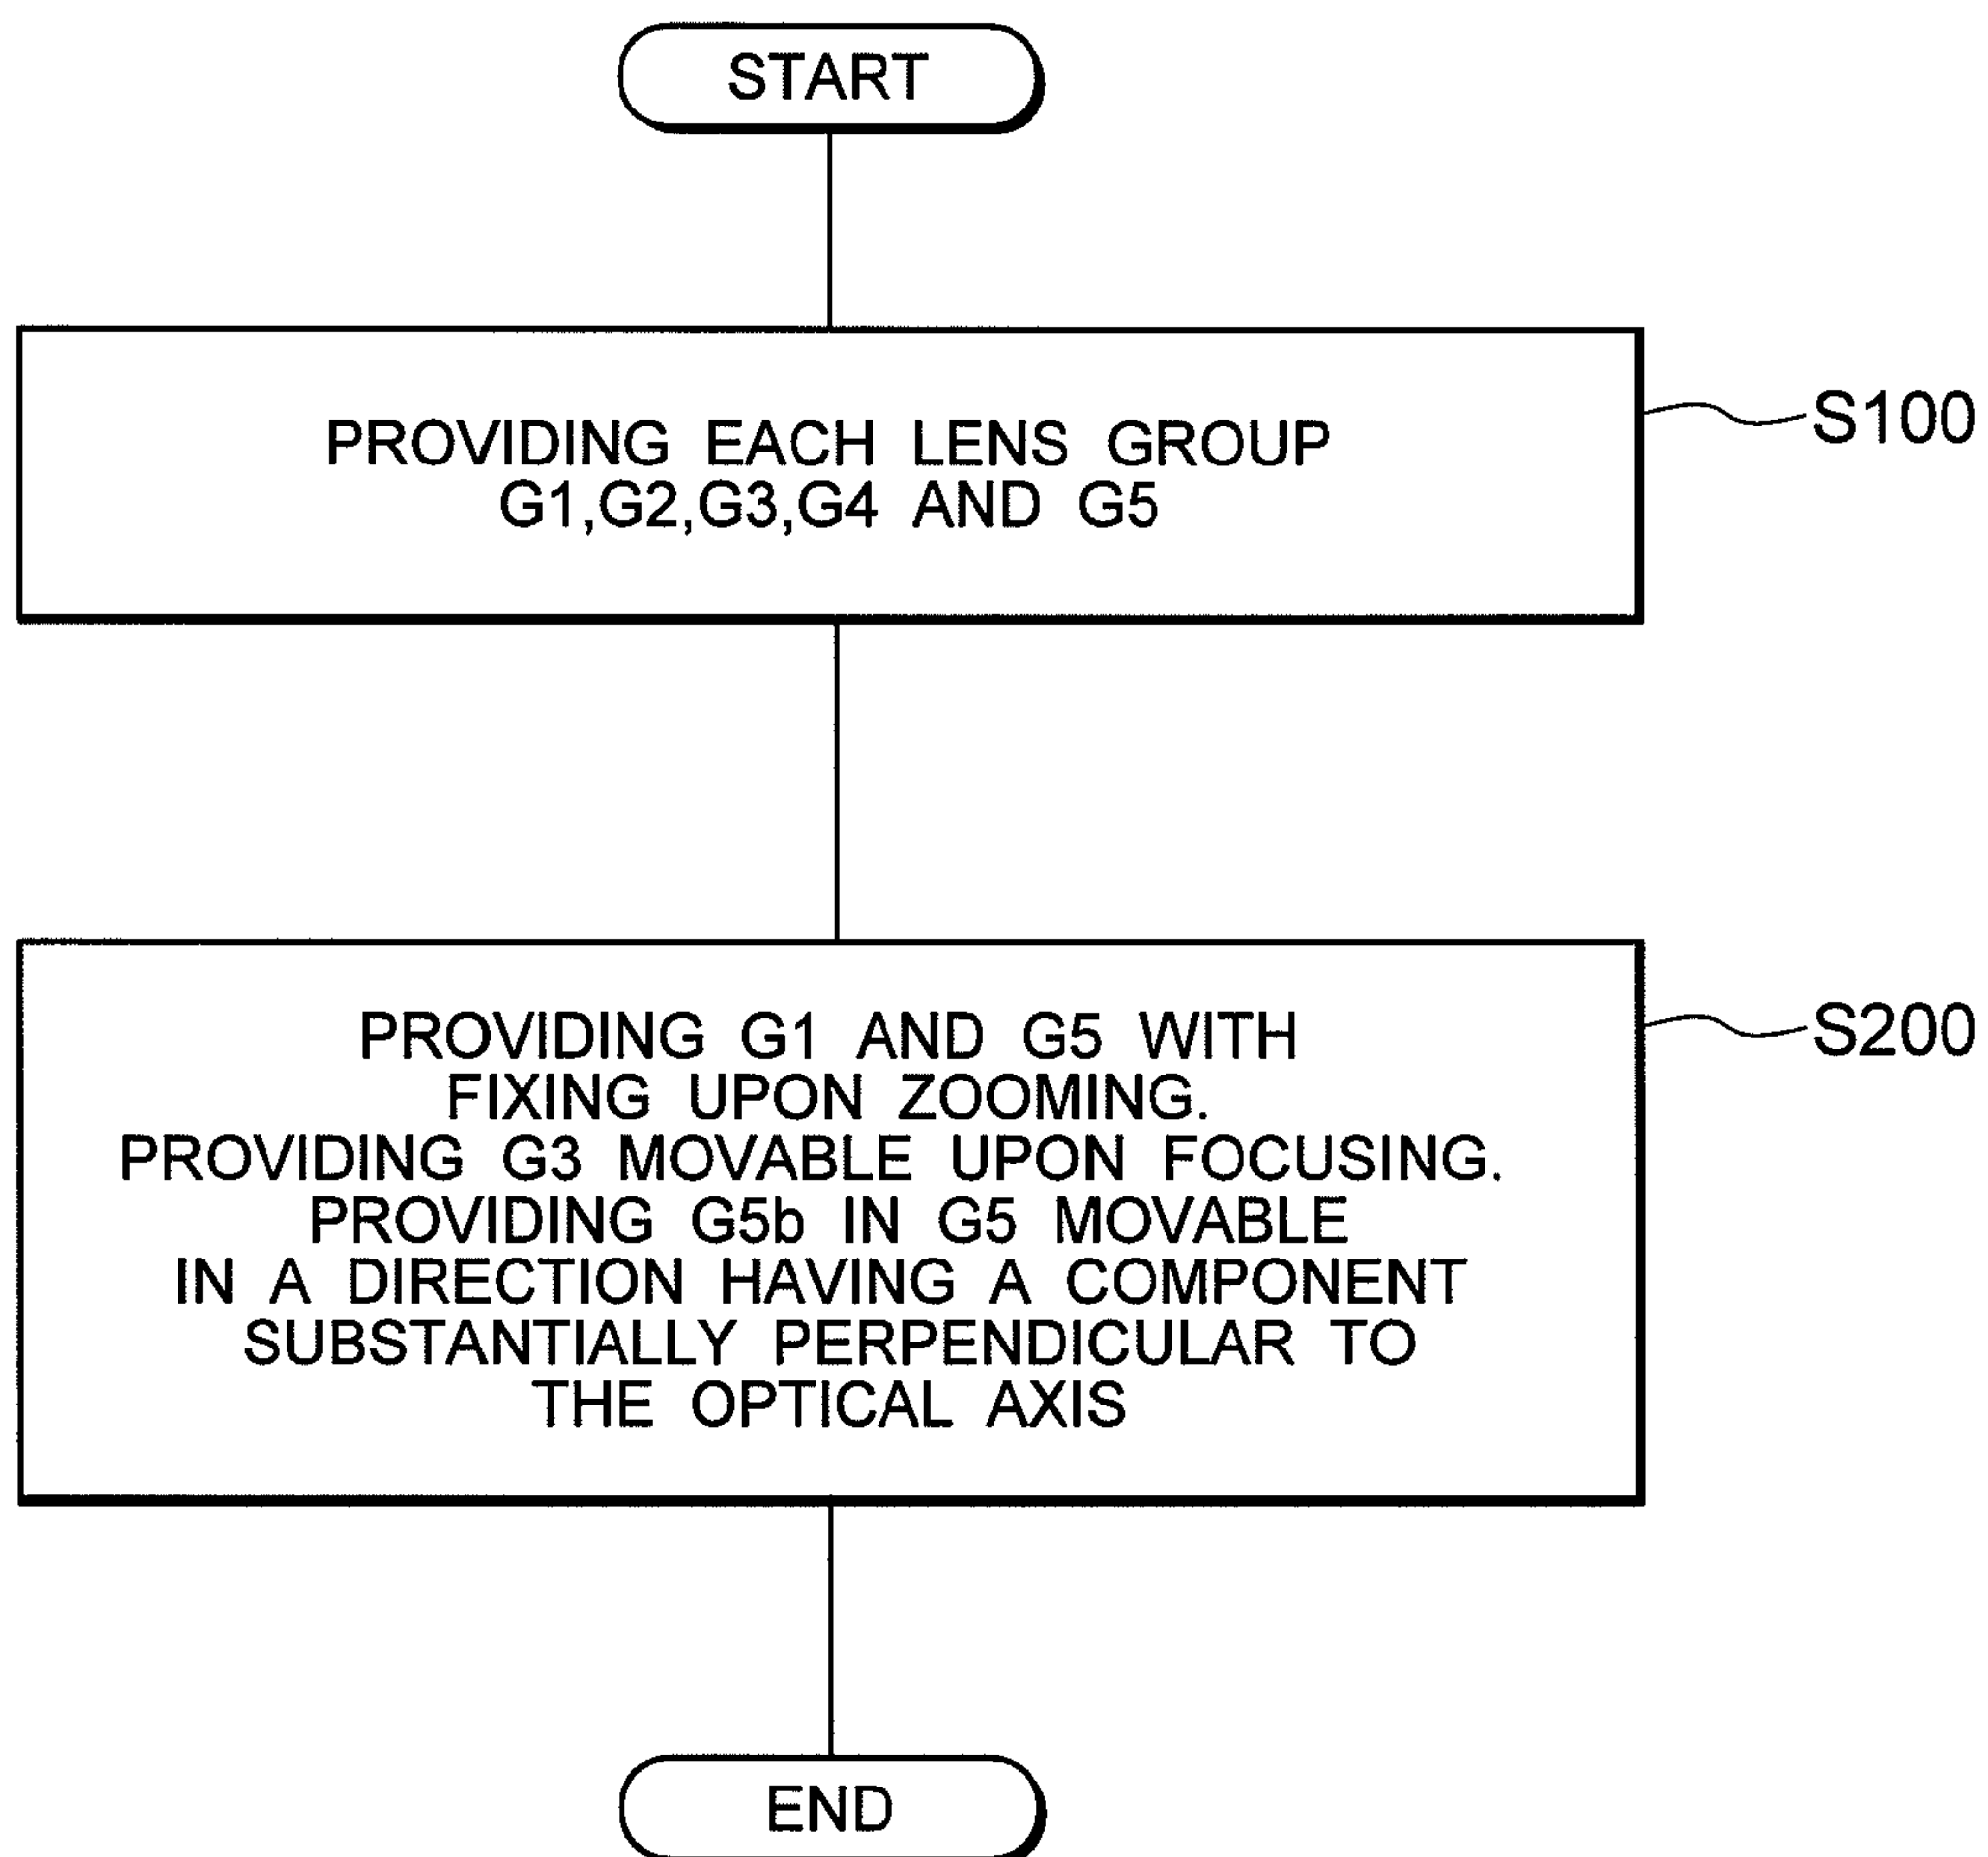 START
PROVIDING EACH LENS GROUP
G1,G2,G3,G4 AND G5
S100
PROVIDING G1 AND G5 WITH
FIXING UPON ZOOMING.
PROVIDING G3 MOVABLE UPON FOCUSING.
PROVIDING G5b IN G5 MOVABLE
IN A DIRECTION HAVING A COMPONENT
SUBSTANTIALLY PERPENDICULAR TO
THE OPTICAL AXIS
S200
END